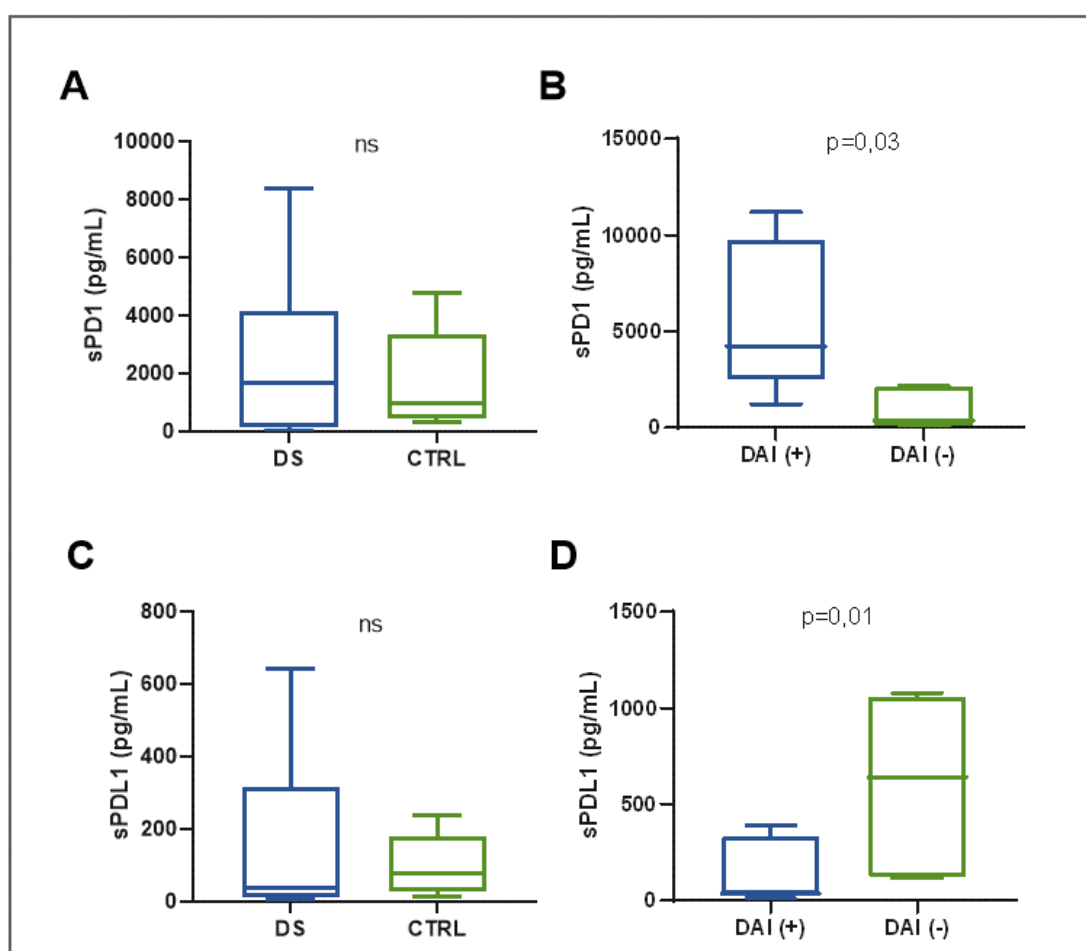 A
ns
sPD1 (pg/mL)
10000
8000
6000
4000
2000
0
DS CTRL
B
p=0,03
sPD1 (pg/mL)
15000
10000
5000
0
DAI (+) DAI (-)
C
ns
sPDL1 (pg/mL)
800
600
400
200
0
DS CTRL
D
p=0,01
sPDL1 (pg/mL)
1500
1000
500
0
DAI (+) DAI (-)